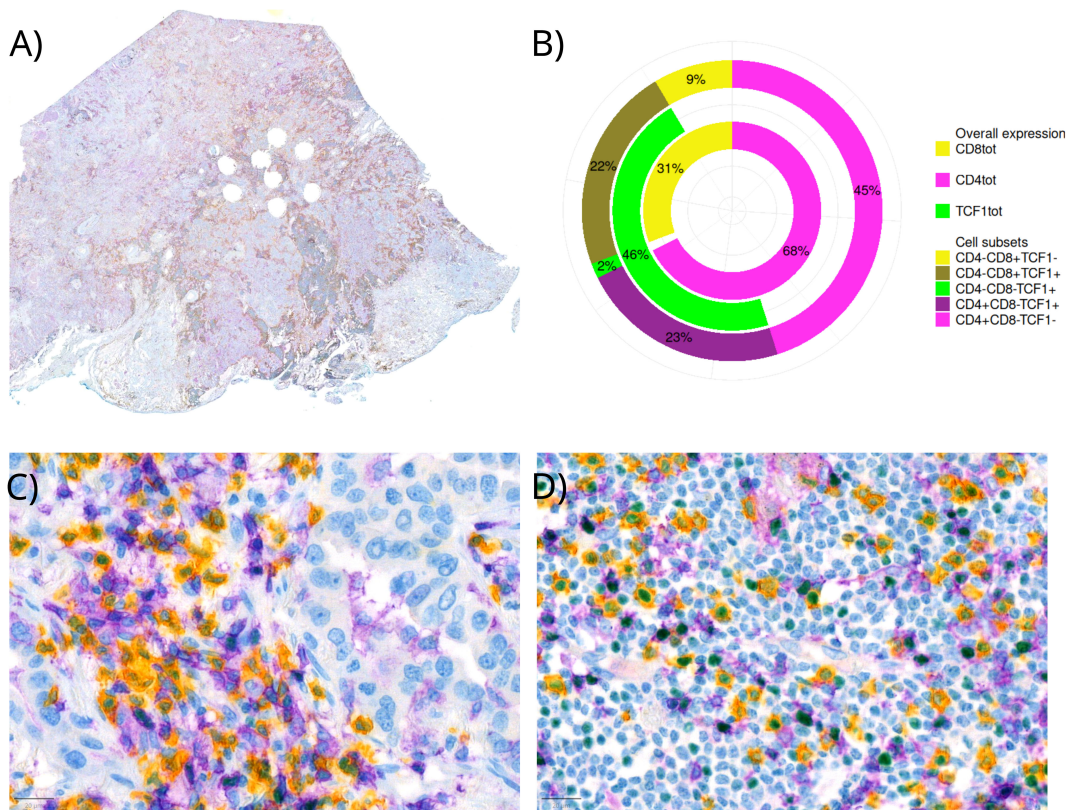 A)
B)
9%
22%
31%
45%
2%
46%
68%
23%
Overall expression
CD8tot
CD4tot
TCF1tot
Cell subsets
CD4-CD8+TCF1-
CD4-CD8+TCF1+
CD4-CD8-TCF1+
CD4+CD8-TCF1+
CD4+CD8-TCF1-
C)
D)